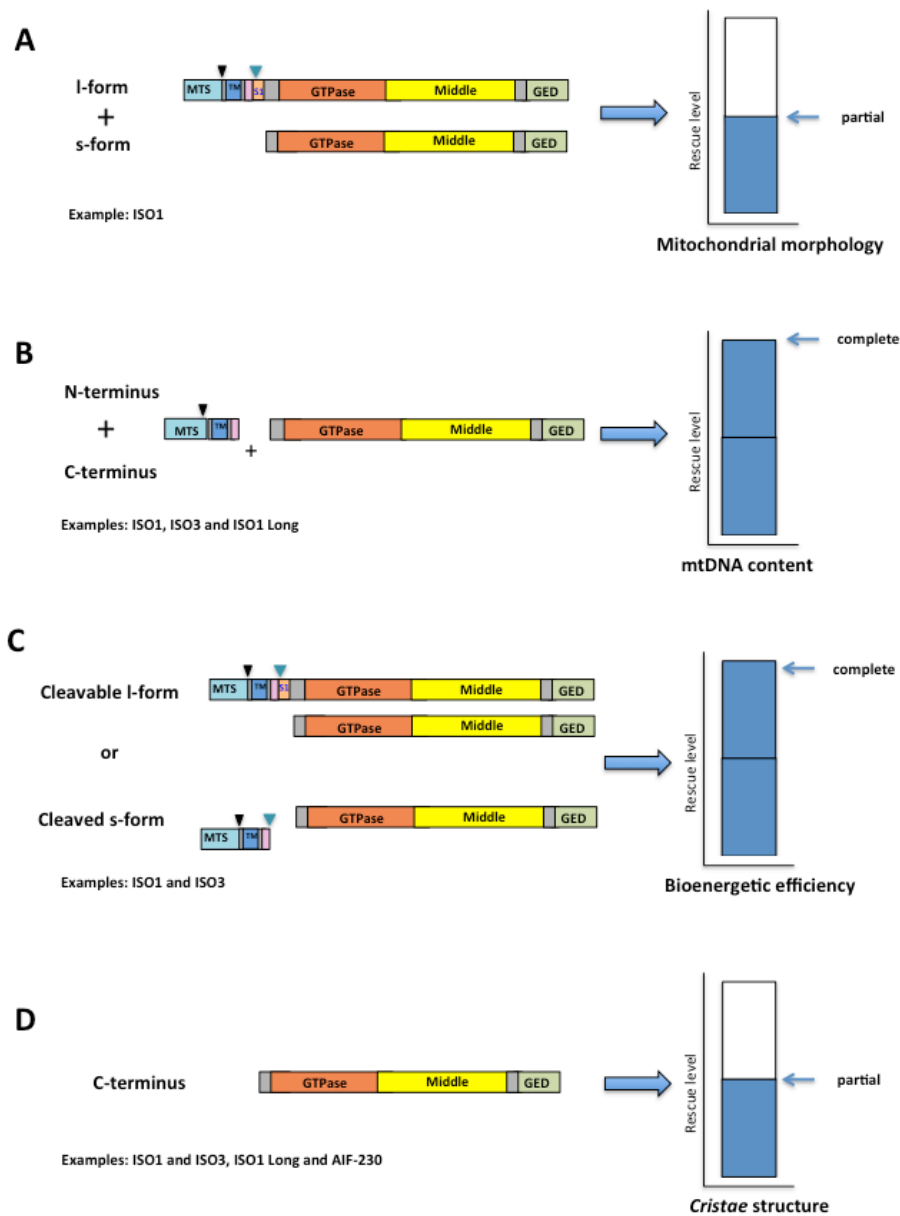 A
l-form
+
s-form
MTS TM S1 GTPase Middle GED
GTPase Middle GED
Example: ISO1
Rescue level
partial
Mitochondrial morphology
B
N-terminus
+
C-terminus
MTS TM
+
GTPase Middle GED
Examples: ISO1, ISO3 and ISO1 Long
Rescue level
complete
mtDNA content
C
Cleavable l-form
or
Cleaved s-form
MTS TM S1 GTPase Middle GED
GTPase Middle GED
GTPase Middle GED
MTS TM
Examples: ISO1 and ISO3
Rescue level
complete
Bioenergetic efficiency
D
C-terminus
GTPase Middle GED
Examples: ISO1 and ISO3, ISO1 Long and AIF-230
Rescue level
partial
Cristae structure